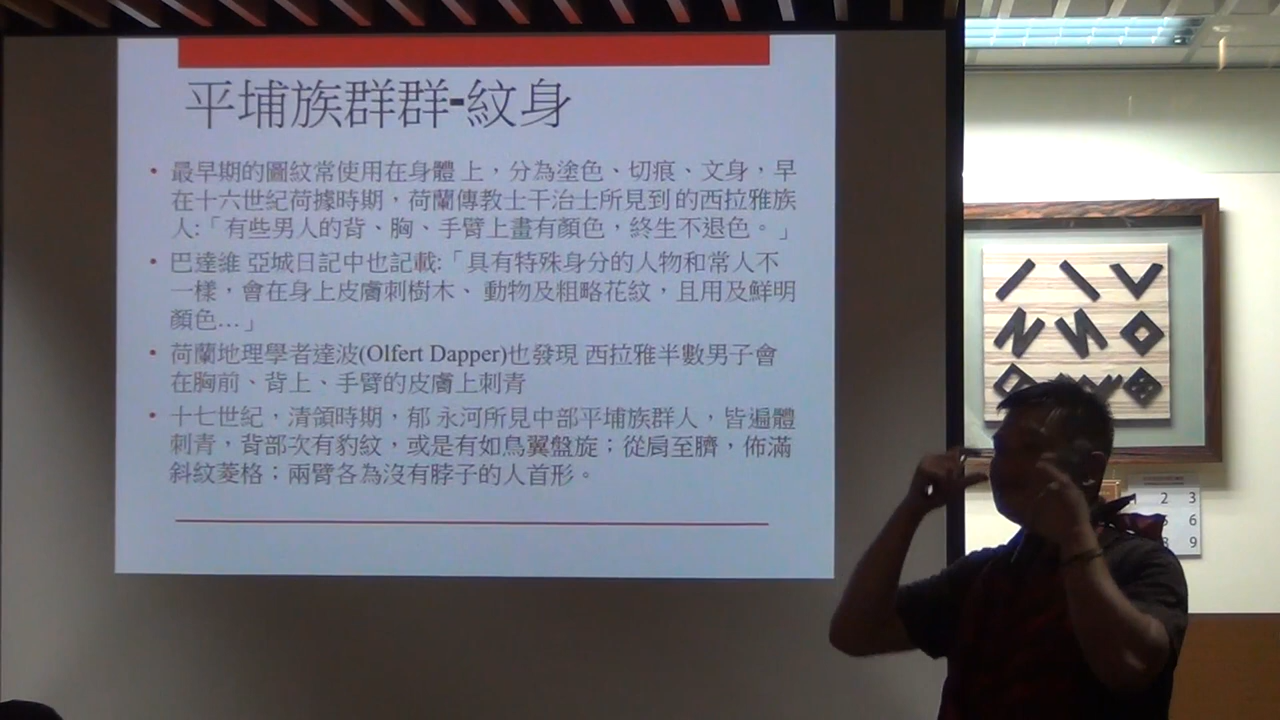 平埔族群群-紋身
• 最早期的圖紋常使用在身體 上，分為塗色、切痕、文身，早
在十六世紀荷據時期，荷蘭傳教士干治士所見到 的西拉雅族
人:「有些男人的背、胸、手臂上畫有顏色，終生不退色。」
• 巴達維 亞城日記中也記載:「具有特殊身分的人物和常人不
一樣，會在身上皮膚刺樹木、 動物及粗略花紋，且用及鮮明
顏色...」
• 荷蘭地理學者達波(Olfert Dapper)也發現 西拉雅半數男子會
在胸前、背上、手臂的皮膚上刺青
• 十七世紀，清領時期，郁 永河所見中部平埔族群人，皆遍體
刺青，背部次有豹紋，或是有如鳥翼盤旋；從肩至臍，佈滿
斜紋菱格；兩臂各為沒有脖子的人首形。
2 3
6
9